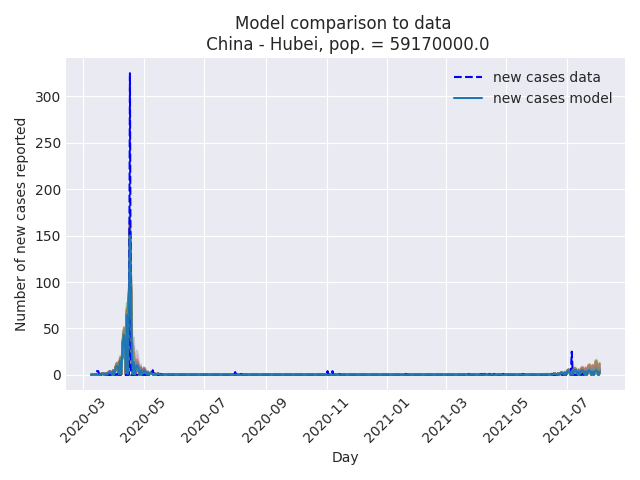 Model comparison to data
China - Hubei, pop. = 59170000.0
new cases data
new cases model
Number of new cases reported
300
250
200
150
100
50
0
2020-03
2020-05
2020-07
2020-09
2020-11
2021-01
2021-03
2021-05
2021-07
Day